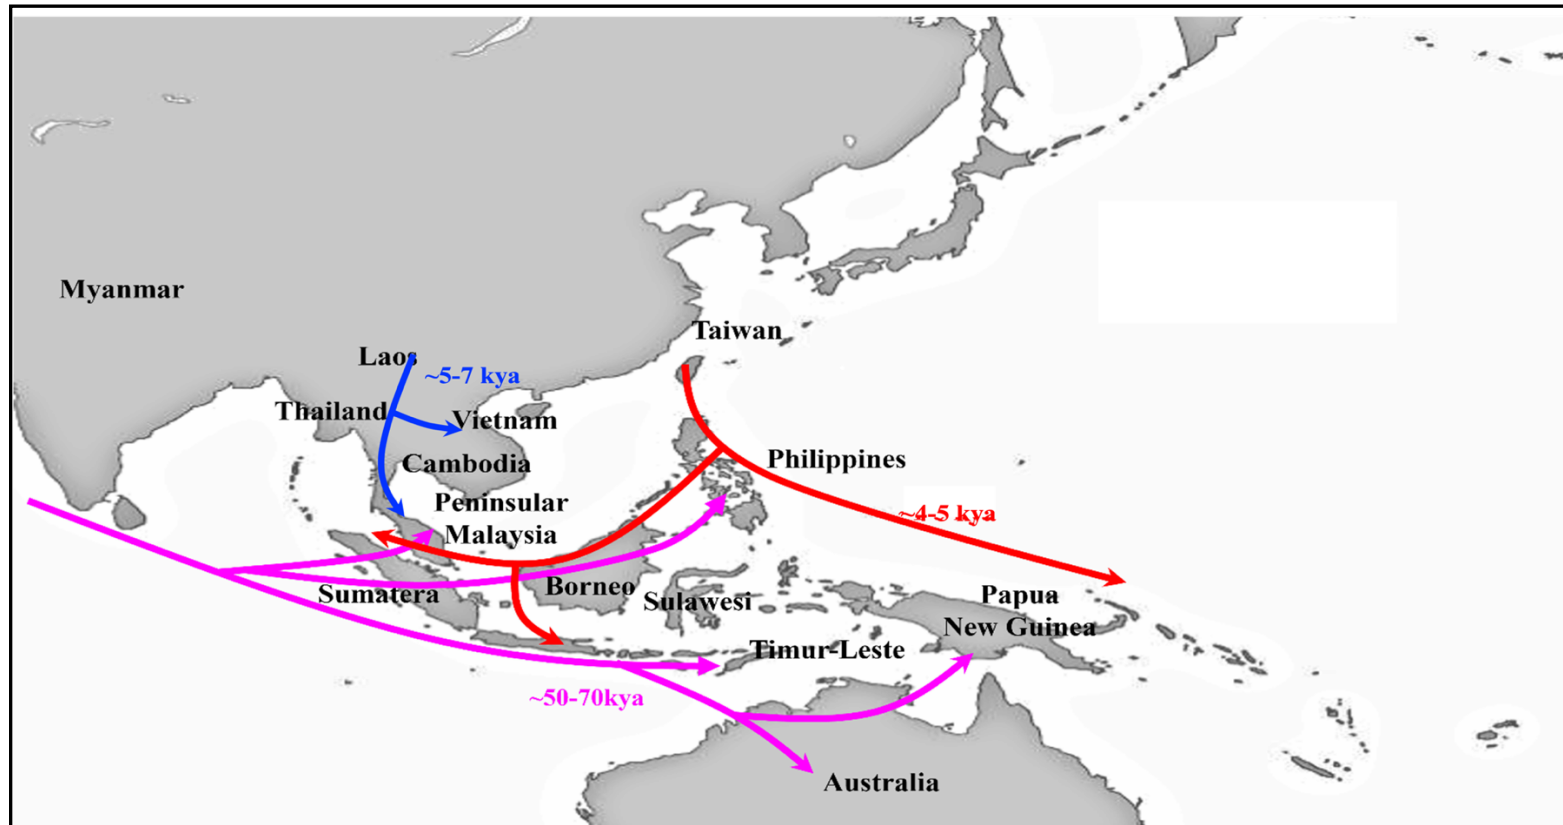 Myanmar
Taiwan
Laos
~5-7 kya
Thailand
Vietnam
Cambodia
Philippines
Peninsular
Malaysia
~4-5 kya
Sumatera
Borneo
Sulawesi
Papua
New Guinea
Timur-Leste
~50-70kya
Australia